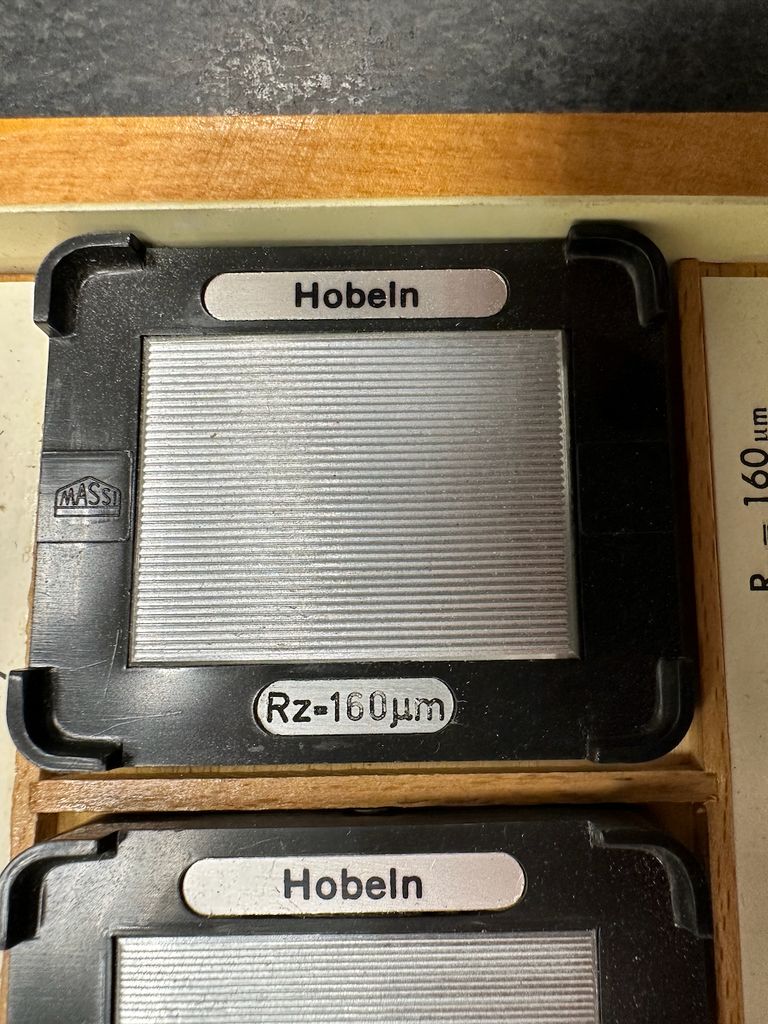 Hobeln
MASSI
Rz=160µm
R = 160 µm
Hobeln